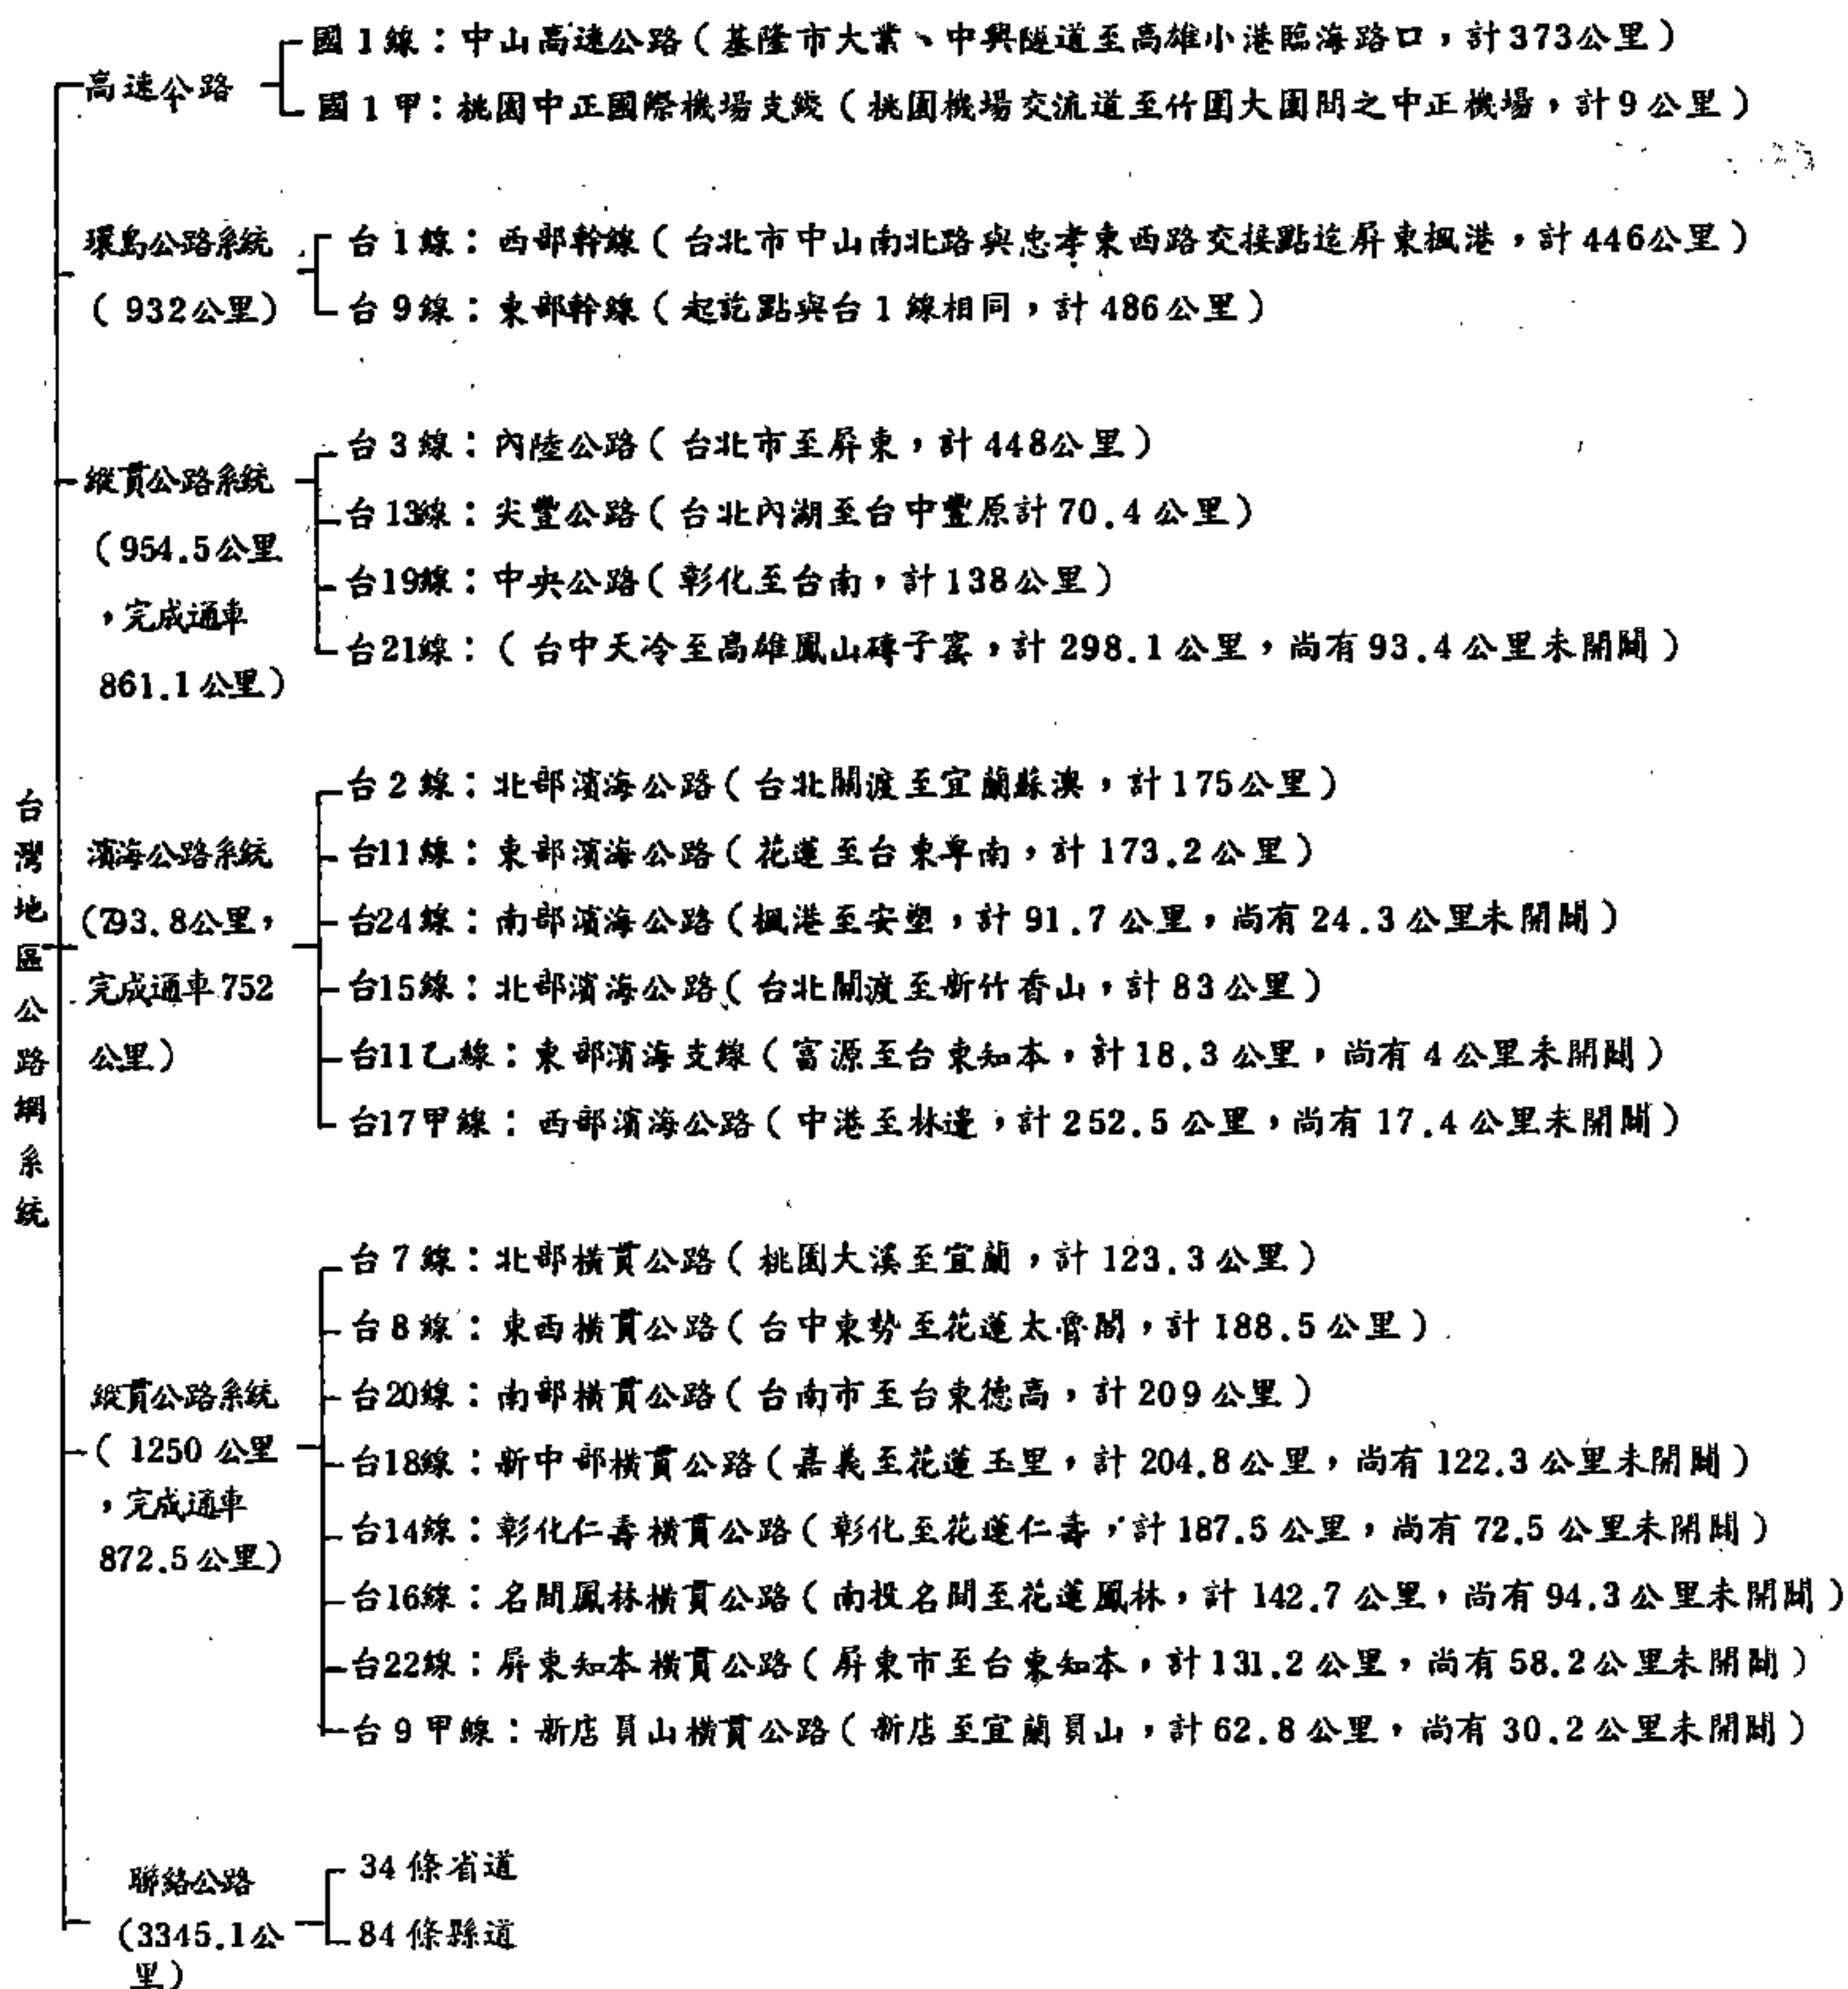 台灣地區公路網系統
高速公路
國1線：中山高速公路（基隆市大業、中興隧道至高雄小港臨海路口，計373公里）
國1甲：桃園中正國際機場支線（桃園機場交流道至竹圍大園間之中正機場，計9公里）
環島公路系統
（932公里）
台1線：西部幹線（台北市中山南北路與忠孝東西路交接點迄屏東楓港，計446公里）
台9線：東部幹線（起訖點與台1線相同，計486公里）
縱貫公路系統
（954.5公里
，完成通車
861.1公里）
台3線：內陸公路（台北市至屏東，計448公里）
台13線：尖豐公路（台北內湖至台中豐原計70.4公里）
台19線：中央公路（彰化至台南，計138公里）
台21線：（台中天冷至高雄鳳山磚子窰，計298.1公里，尚有93.4公里未開闢）
濱海公路系統
(793.8公里，
完成通車752
公里）
台2線：北部濱海公路（台北關渡至宜蘭蘇澳，計175公里）
台11線：東部濱海公路（花蓮至台東卑南，計173.2公里）
台24線：南部濱海公路（楓港至安塑，計91.7公里，尚有24.3公里未開闢）
台15線：北部濱海公路（台北關渡至新竹香山，計83公里）
台11乙線：東部濱海支線（富源至台東知本，計18.3公里，尚有4公里未開闢）
台17甲線：西部濱海公路（中港至林邊，計252.5公里，尚有17.4公里未開闢）
縱貫公路系統
（1250公里
，完成通車
872.5公里）
台7線：北部橫貫公路（桃園大溪至宜蘭，計123.3公里）
台8線：東西橫貫公路（台中東勢至花蓮太魯閣，計188.5公里）
台20線：南部橫貫公路（台南市至台東德高，計209公里）
台18線：新中部橫貫公路（嘉義至花蓮玉里，計204.8公里，尚有122.3公里未開闢）
台14線：彰化仁壽橫貫公路（彰化至花蓮仁壽，計187.5公里，尚有72.5公里未開闢）
台16線：名間鳳林橫貫公路（南投名間至花蓮鳳林，計142.7公里，尚有94.3公里未開闢）
台22線：屏東知本橫貫公路（屏東市至台東知本，計131.2公里，尚有58.2公里未開闢）
台9甲線：新店員山橫貫公路（新店至宜蘭員山，計62.8公里，尚有30.2公里未開闢）
聯絡公路
（3345.1公
里）
34條省道
84條縣道